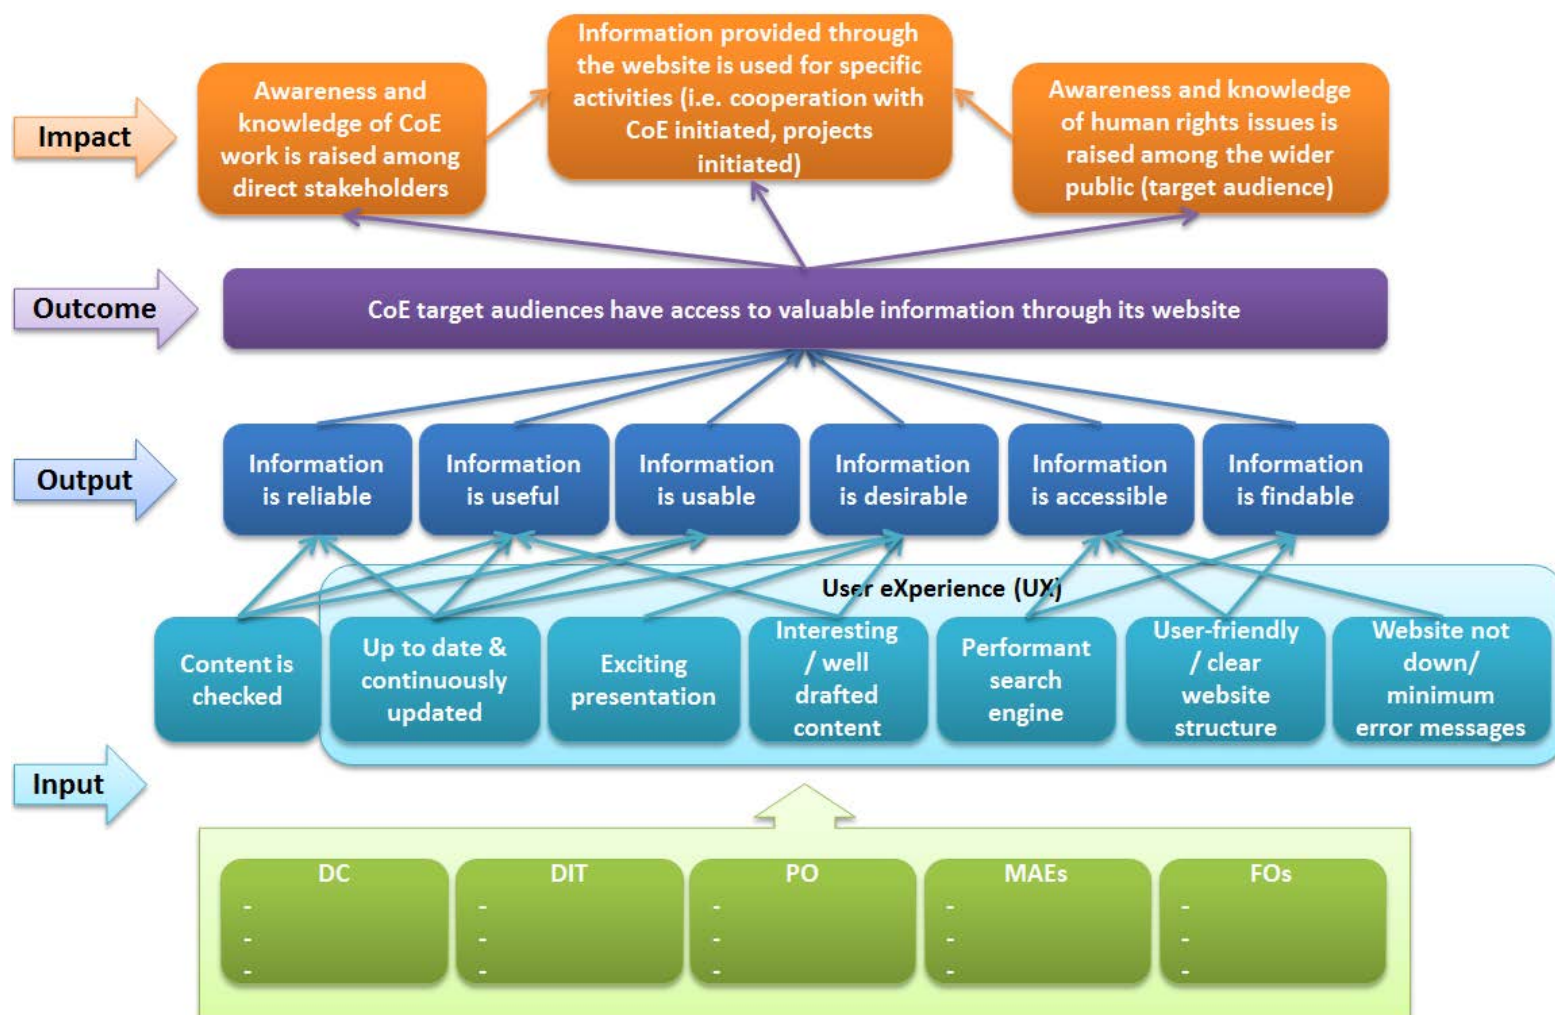 Impact
Awareness and
knowledge of CoE
work is raised among
direct stakeholders
Information provided through
the website is used for specific
activities (i.e. cooperation with
CoE initiated, projects
initiated)
Awareness and knowledge
of human rights issues is
raised among the wider
public (target audience)
Outcome
CoE target audiences have access to valuable information through its website
Output
Information
is reliable
Information
is useful
Information
is usable
Information
is desirable
Information
is accessible
Information
is findable
User eXperience (UX)
Content is
checked
Up to date &
continuously
updated
Exciting
presentation
Interesting
/ well
drafted
content
Performant
search
engine
User-friendly
/ clear
website
structure
Website not
down/
minimum
error messages
Input
DC
-
-
-
DIT
-
-
-
PO
-
-
-
MAEs
-
-
-
FOs
-
-
-